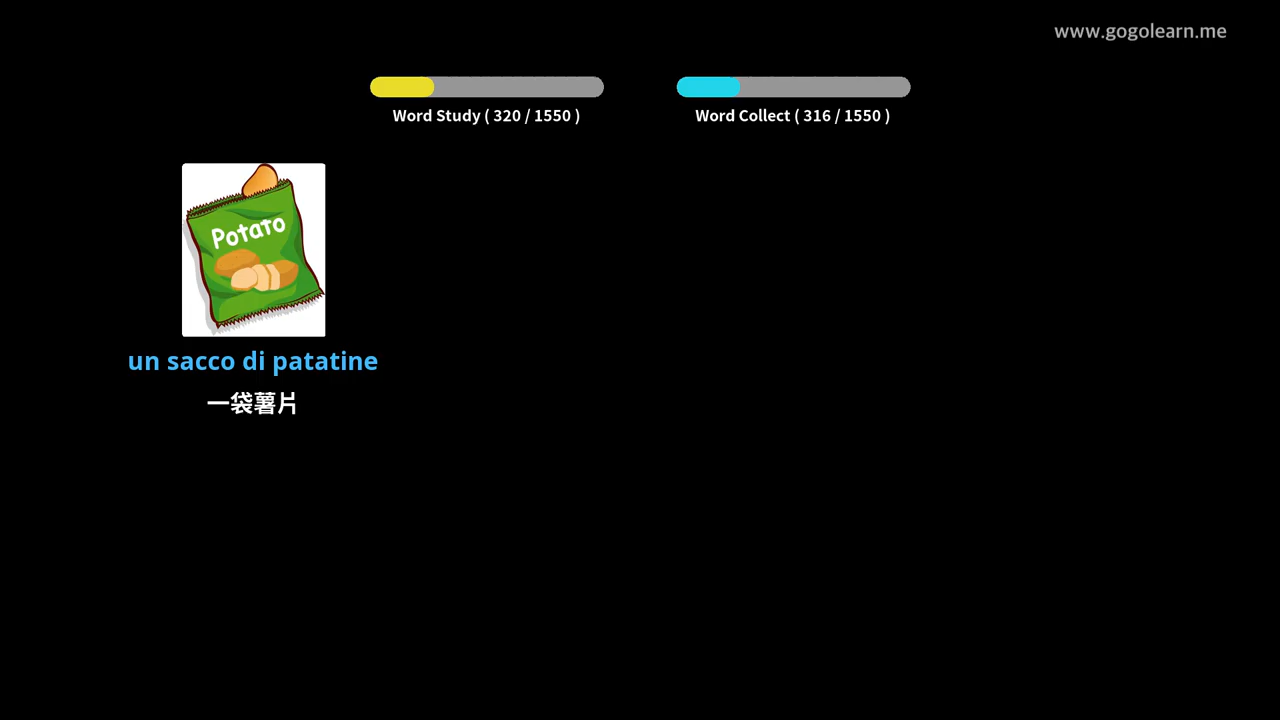 www.gogolearn.me
Word Study ( 320 / 1550 )
Word Collect ( 316 / 1550 )
Potato
un sacco di patatine
一袋薯片